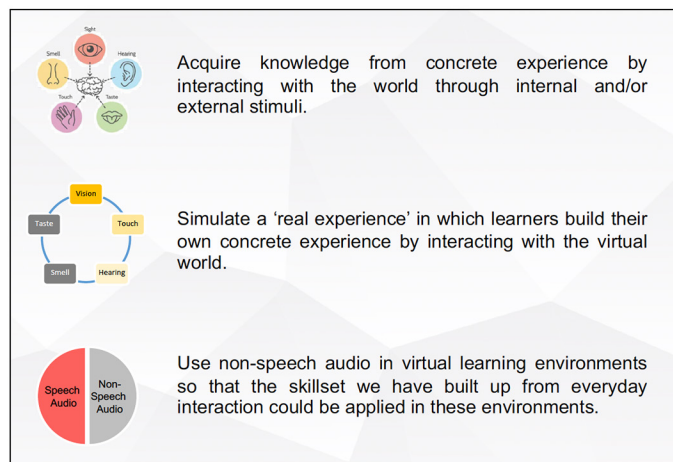 Sight
Smell
Hearing
Touch
Taste
Acquire knowledge from concrete experience by
interacting with the world through internal and/or
external stimuli.
Vision
Taste
Touch
Smell
Hearing
Simulate a ‘real experience’ in which learners build their
own concrete experience by interacting with the virtual
world.
Speech
Audio
Non-
Speech
Audio
Use non-speech audio in virtual learning environments
so that the skillset we have built up from everyday
interaction could be applied in these environments.